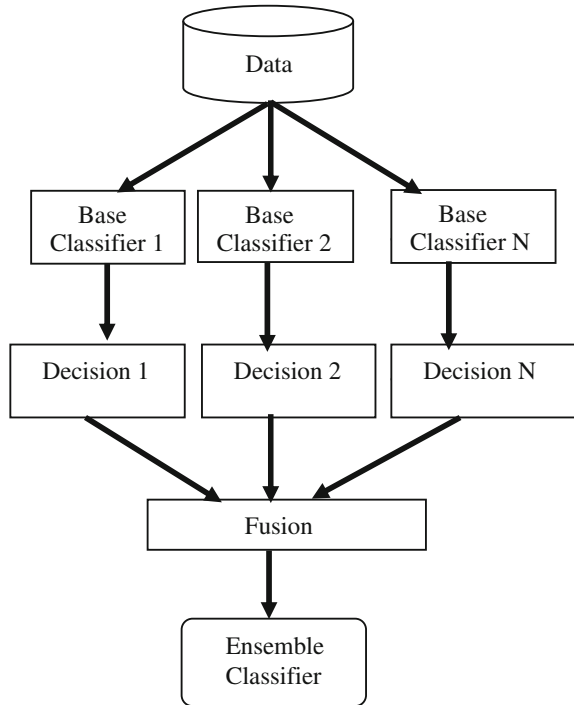 Data
Base
Classifier 1
Base
Classifier 2
Base
Classifier N
Decision 1
Decision 2
Decision N
Fusion
Ensemble
Classifier